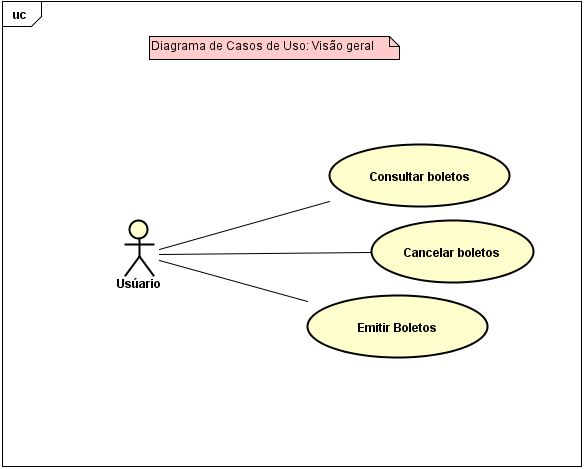 uc
Diagrama de Casos de Uso: Visão geral
Consultar boletos
Cancelar boletos
Usúario
Emitir Boletos